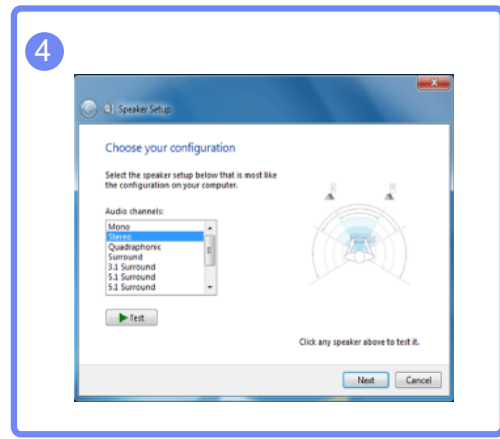 4
Speaker Setup
Choose your configuration
Select the speaker setup below that is most like
the configuration on your computer.
Audio channels:
Mono
Stereo
Quadraphonic
Surround
3.1 Surround
5.1 Surround
5.1 Surround
Test
Click any speaker above to test it.
Next Cancel